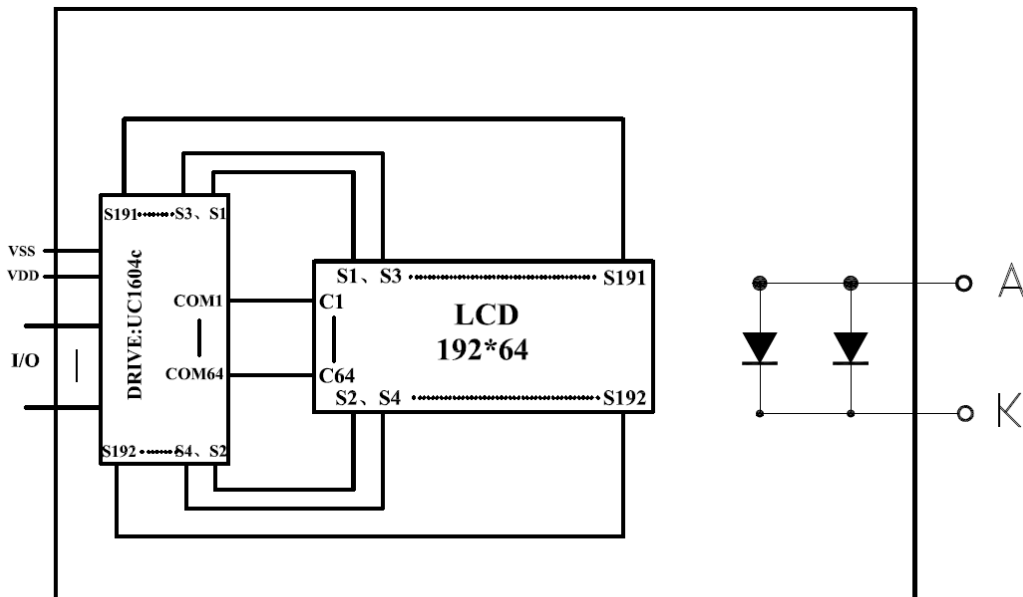 S191 S3、S1
VSS
VDD
DRIVE:UC1604c
I/O
COM1
COM64
S192 S4、S2
S1、S3 S191
C1
LCD
192*64
C64
S2、S4 S192
A
K